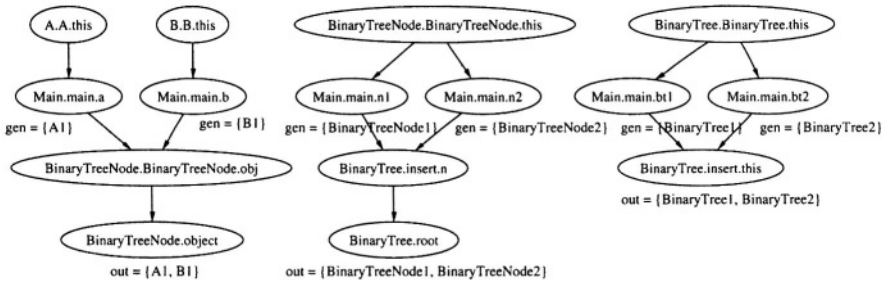 A.A.this
B.B.this
BinaryTreeNode.BinaryTreeNode.this
BinaryTree.BinaryTree.this
Main.main.a
Main.main.b
Main.main.n1
Main.main.n2
Main.main.bt1
Main.main.bt2
gen = {A1}
gen = {B1}
gen = {BinaryTreeNode1}
gen = {BinaryTreeNode2}
gen = {BinaryTree1}
gen = {BinaryTree2}
BinaryTreeNode.BinaryTreeNode.obj
BinaryTree.insert.n
BinaryTree.insert.this
out = {BinaryTree1, BinaryTree2}
BinaryTreeNode.object
BinaryTree.root
out = {A1, B1}
out = {BinaryTreeNode1, BinaryTreeNode2}